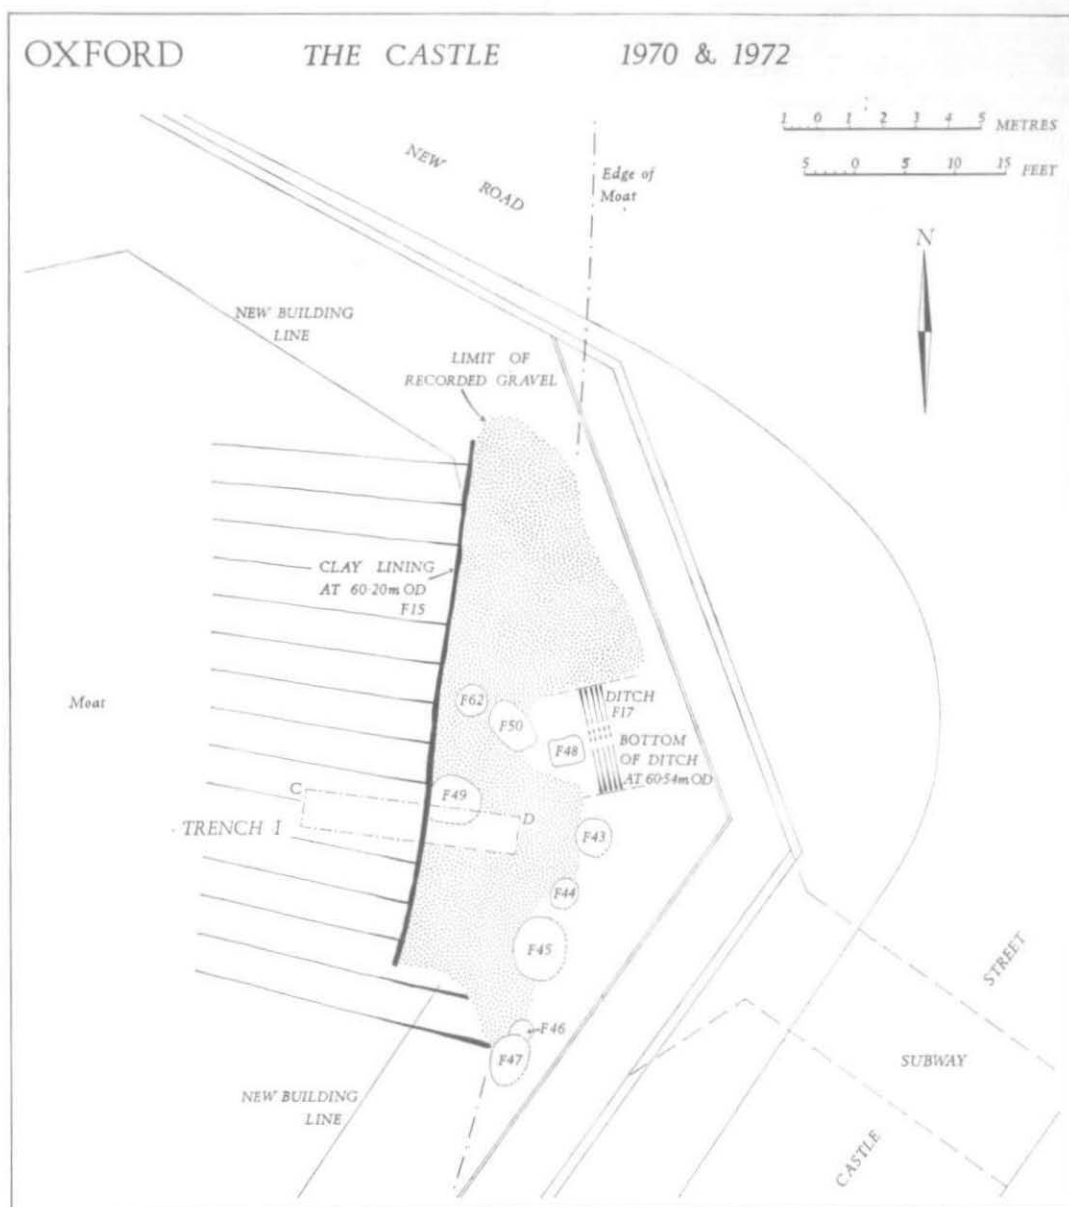 OXFORD THE CASTLE 1970 & 1972
1 0 1 2 3 4 5 METRES
5 0 5 10 15 FEET
NEW
ROAD
Edge of
Moat
N
NEW BUILDING
LINE
LIMIT OF
RECORDED GRAVEL
CLAY LINING
AT 60·20m OD
F15
Moat
F62
F50
DITCH
F17
F48
BOTTOM
OF DITCH
AT 60·54m OD
C
F49
D
TRENCH I
F43
F44
F45
STREET
F46
F47
SUBWAY
NEW BUILDING
LINE
CASTLE